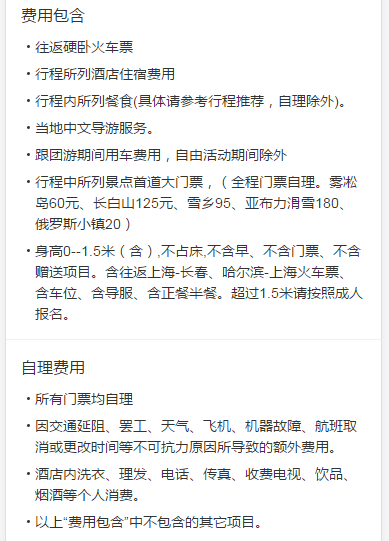 费用包含
• 往返硬卧火车票
• 行程所列酒店住宿费用
• 行程内所列餐食(具体请参考行程推荐，自理除外)。
• 当地中文导游服务。
• 跟团游期间用车费用，自由活动期间除外
• 行程中所列景点首道大门票，（ 全程门票自理。雾凇
岛60元、长白山125元、雪乡95、亚布力滑雪180、
俄罗斯小镇20 ）
• 身高0--1.5米（含）,不占床,不含早、不含门票、不含
赠送项目。含往返上海-长春、哈尔滨-上海火车票、
含车位、含导服、含正餐半餐。超过1.5米请按照成人
报名。
自理费用
• 所有门票均自理
• 因交通延阻、罢工、天气、飞机、机器故障、航班取
消或更改时间等不可抗力原因所导致的额外费用。
• 酒店内洗衣、理发、电话、传真、收费电视、饮品、
烟酒等个人消费。
• 以上“费用包含”中不包含的其它项目。